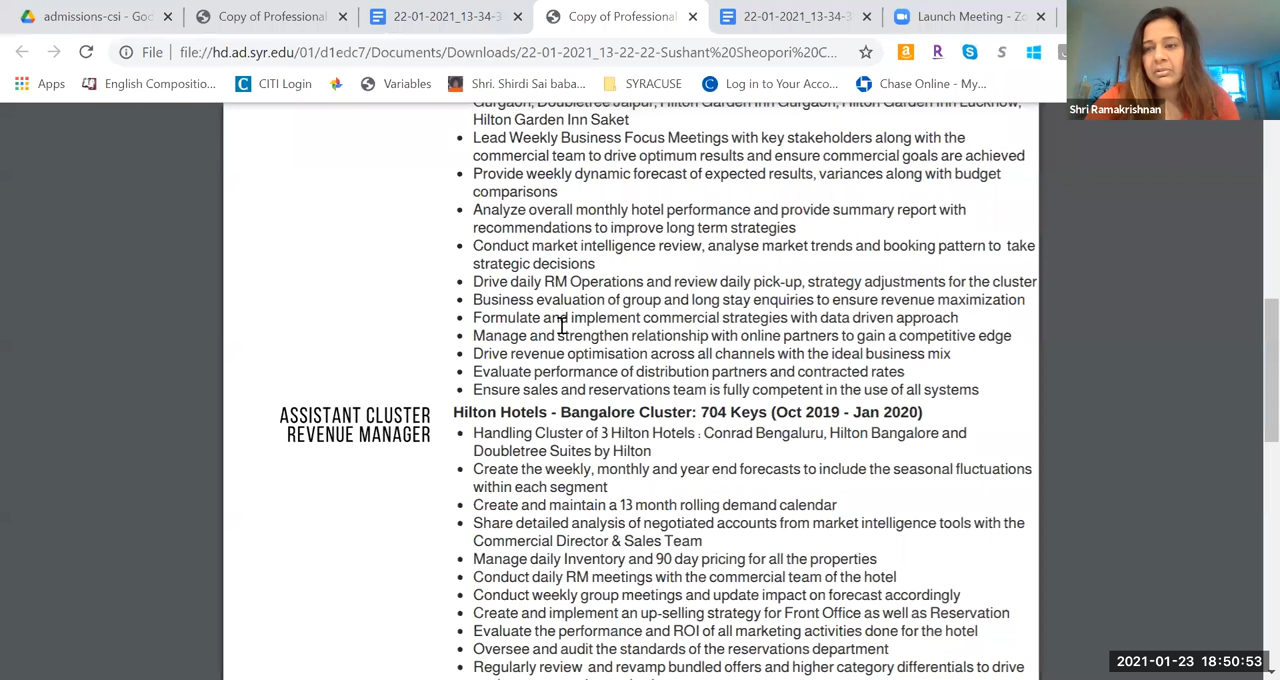 admissions-csi - Goo
Copy of Professional
22-01-2021_13-34-3
Copy of Professional
22-01-2021_13-34-3
Launch Meeting - Zo
File
file://hd.ad.syr.edu/01/d1edc7/Documents/Downloads/22-01-2021_13-22-22-Sushant%20Sheopori%20C...
Apps
English Compositio...
CITI Login
Variables
Shri. Shirdi Sai baba...
SYRACUSE
Log in to Your Acco...
Chase Online - My...
Shri Ramakrishnan
Gurgaon, Doubletree Jaipur, Hilton Garden Inn Gurgaon, Hilton Garden Inn Lucknow,
Hilton Garden Inn Saket
• Lead Weekly Business Focus Meetings with key stakeholders along with the
commercial team to drive optimum results and ensure commercial goals are achieved
• Provide weekly dynamic forecast of expected results, variances along with budget
comparisons
• Analyze overall monthly hotel performance and provide summary report with
recommendations to improve long term strategies
• Conduct market intelligence review, analyse market trends and booking pattern to take
strategic decisions
• Drive daily RM Operations and review daily pick-up, strategy adjustments for the cluster
• Business evaluation of group and long stay enquiries to ensure revenue maximization
• Formulate and implement commercial strategies with data driven approach
• Manage and strengthen relationship with online partners to gain a competitive edge
• Drive revenue optimisation across all channels with the ideal business mix
• Evaluate performance of distribution partners and contracted rates
• Ensure sales and reservations team is fully competent in the use of all systems
ASSISTANT CLUSTER
REVENUE MANAGER
Hilton Hotels - Bangalore Cluster: 704 Keys (Oct 2019 - Jan 2020)
• Handling Cluster of 3 Hilton Hotels : Conrad Bengaluru, Hilton Bangalore and
Doubletree Suites by Hilton
• Create the weekly, monthly and year end forecasts to include the seasonal fluctuations
within each segment
• Create and maintain a 13 month rolling demand calendar
• Share detailed analysis of negotiated accounts from market intelligence tools with the
Commercial Director & Sales Team
• Manage daily Inventory and 90 day pricing for all the properties
• Conduct daily RM meetings with the commercial team of the hotel
• Conduct weekly group meetings and update impact on forecast accordingly
• Create and implement an up-selling strategy for Front Office as well as Reservation
• Evaluate the performance and ROI of all marketing activities done for the hotel
• Oversee and audit the standards of the reservations department
• Regularly review and revamp bundled offers and higher category differentials to drive
2021-01-23 18:50:53